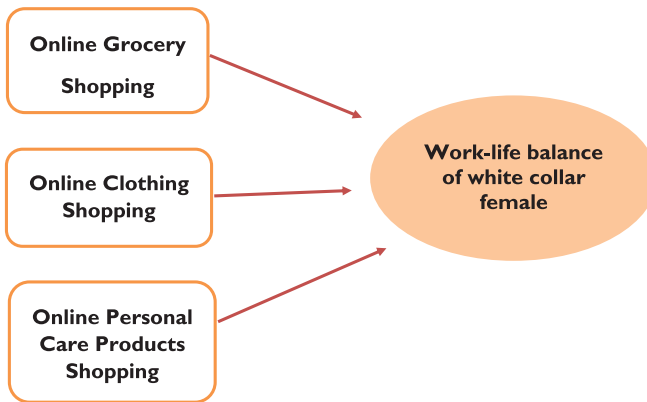 Online Grocery
Shopping
Online Clothing
Shopping
Online Personal
Care Products
Shopping
Work-life balance
of white collar
female